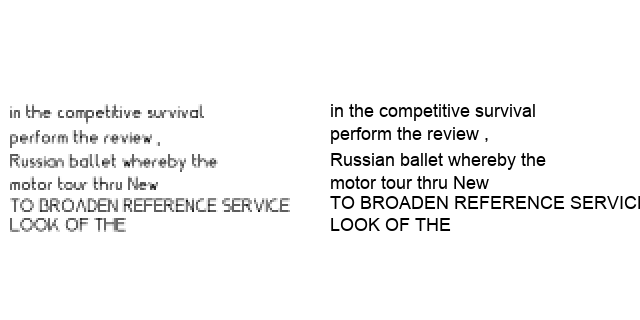 in the competitive survival
perform the review ,
Russian ballet whereby the
motor tour thru New
TO BROADEN REFERENCE SERVICE
LOOK OF THE
in the competitive survival
perform the review ,
Russian ballet whereby the
motor tour thru New
TO BROADEN REFERENCE SERVICE
LOOK OF THE